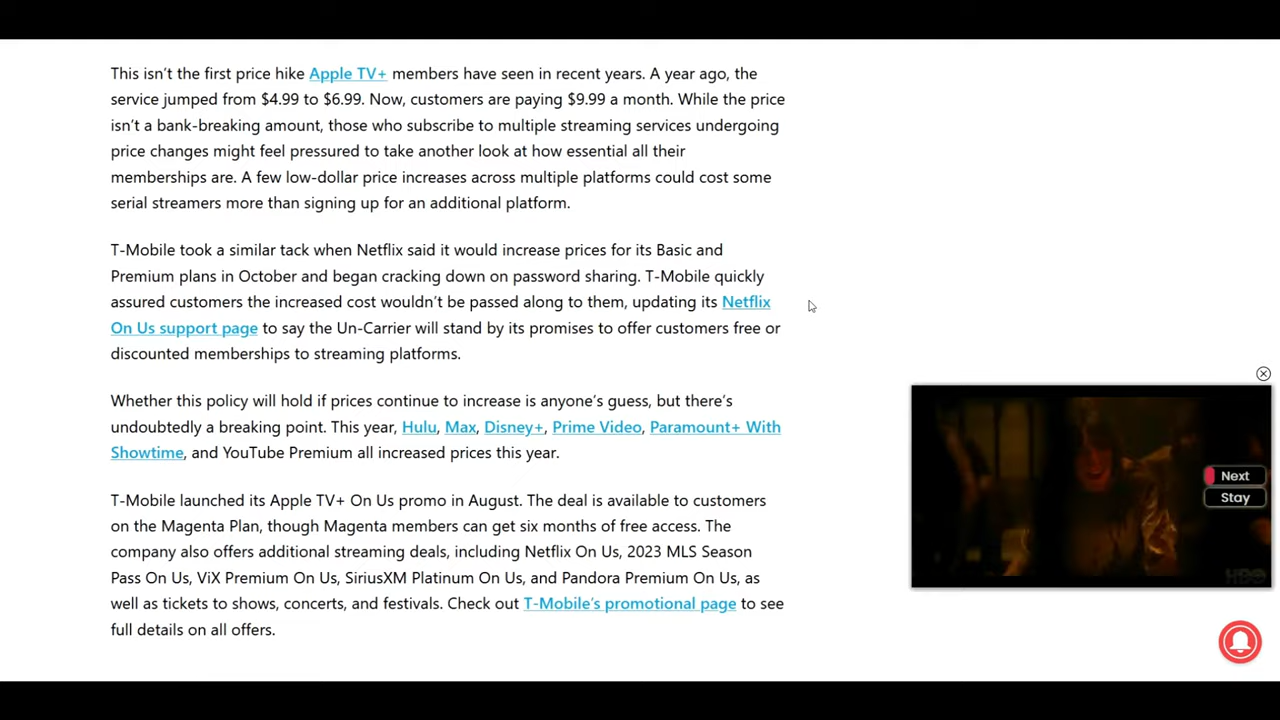 This isn't the first price hike Apple TV+ members have seen in recent years. A year ago, the
service jumped from $4.99 to $6.99. Now, customers are paying $9.99 a month. While the price
isn't a bank-breaking amount, those who subscribe to multiple streaming services undergoing
price changes might feel pressured to take another look at how essential all their
memberships are. A few low-dollar price increases across multiple platforms could cost some
serial streamers more than signing up for an additional platform.
T-Mobile took a similar tack when Netflix said it would increase prices for its Basic and
Premium plans in October and began cracking down on password sharing. T-Mobile quickly
assured customers the increased cost wouldn't be passed along to them, updating its Netflix
On Us support page to say the Un-Carrier will stand by its promises to offer customers free or
discounted memberships to streaming platforms.
Whether this policy will hold if prices continue to increase is anyone's guess, but there's
undoubtedly a breaking point. This year, Hulu, Max, Disney+, Prime Video, Paramount+ With
Showtime, and YouTube Premium all increased prices this year.
T-Mobile launched its Apple TV+ On Us promo in August. The deal is available to customers
on the Magenta Plan, though Magenta members can get six months of free access. The
company also offers additional streaming deals, including Netflix On Us, 2023 MLS Season
Pass On Us, ViX Premium On Us, SiriusXM Platinum On Us, and Pandora Premium On Us, as
well as tickets to shows, concerts, and festivals. Check out T-Mobile's promotional page to see
full details on all offers.
Next
Stay
HBO